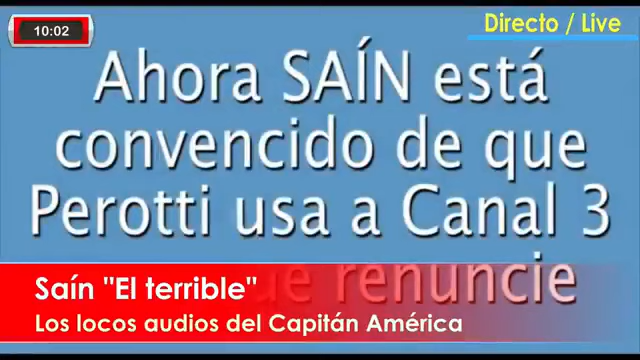 10:02
Directo / Live
Ahora SAÍN está
convencido de que
Perotti usa a Canal 3
renuncie
Saín "El terrible"
Los locos audios del Capitán América